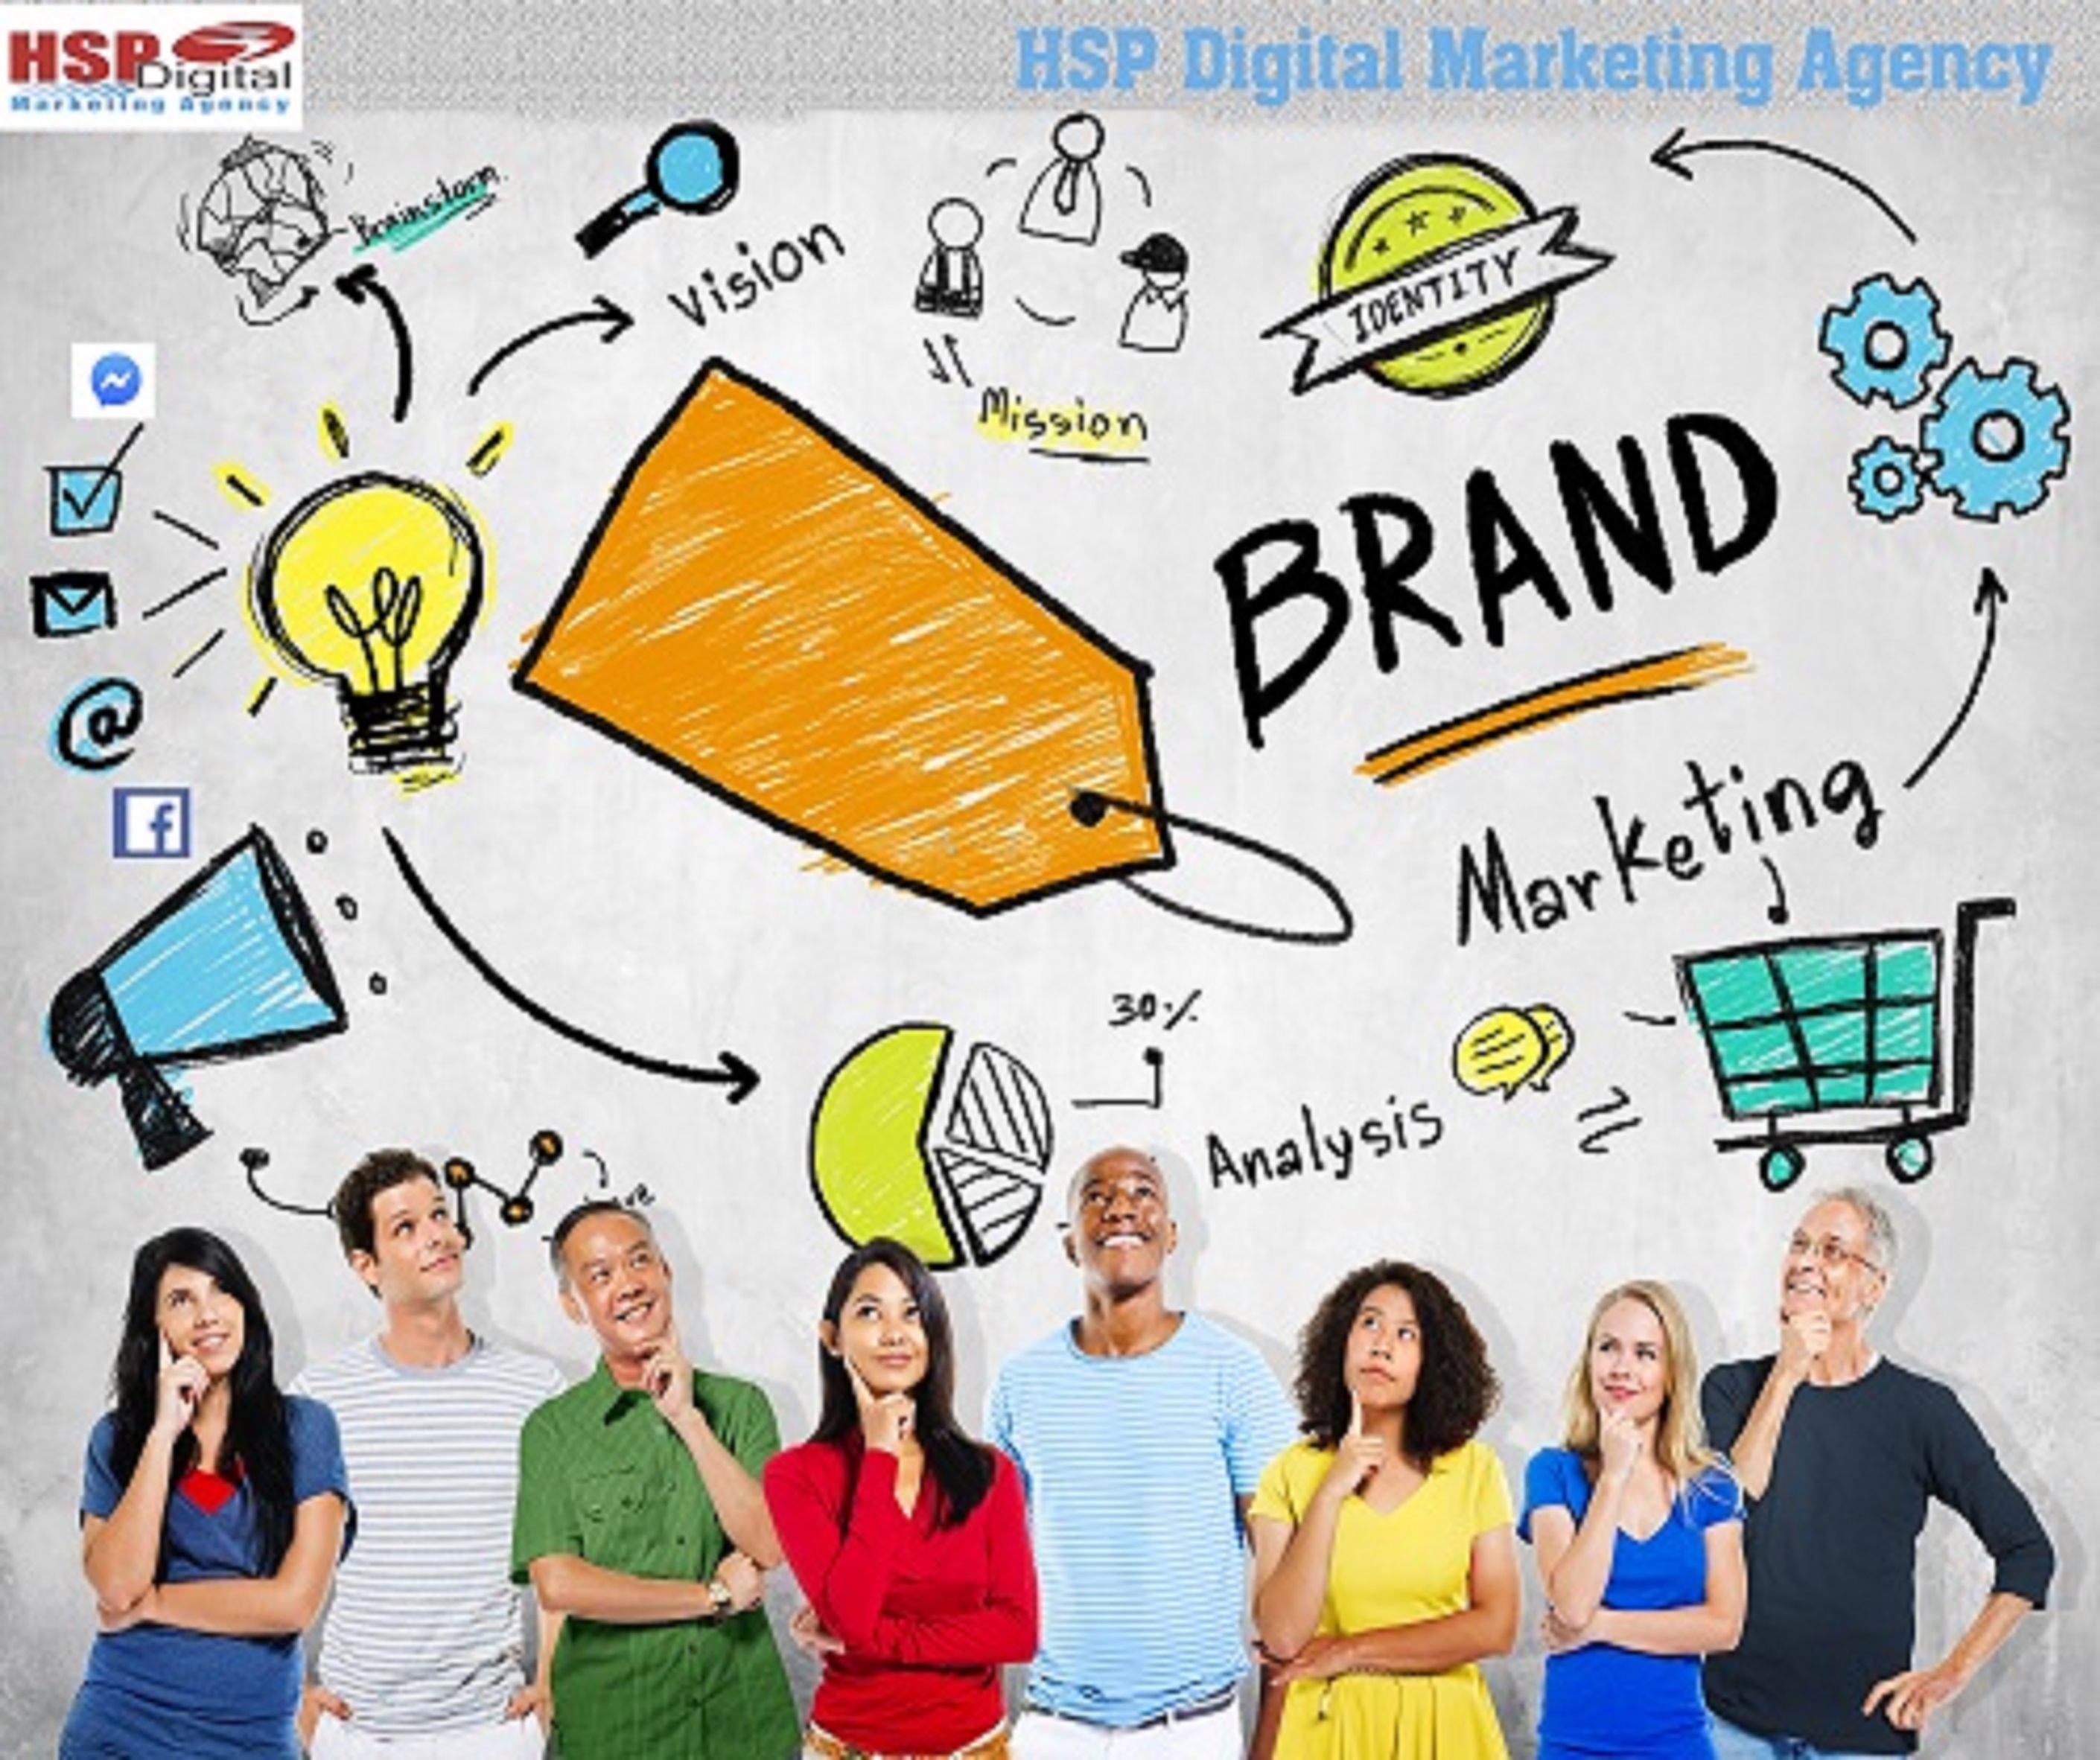 HSP
Digital
Marketing Agency
HSP Digital Marketing Agency
Brainstorm
Vision
Mission
IDENTITY
BRAND
@
f
Marketing
30%
Analysis